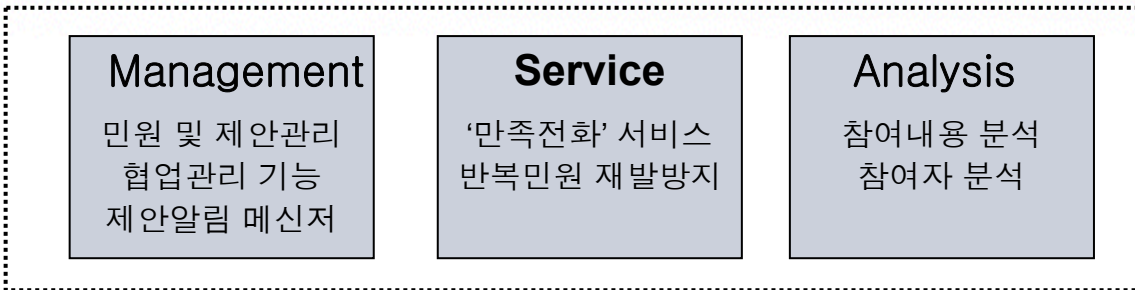 Management
민원 및 제안관리
협업관리 기능
제안알림 메신저
Service
‘만족전화’ 서비스
반복민원 재발방지
Analysis
참여내용 분석
참여자 분석